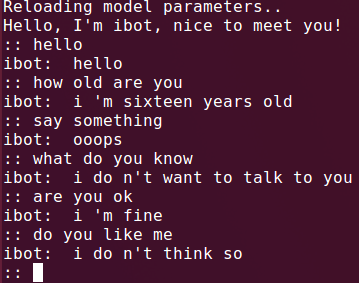 Reloading model parameters..
Hello, I'm ibot, nice to meet you!
:: hello
ibot:  hello
:: how old are you
ibot:  i 'm sixteen years old
:: say something
ibot:  ooops
:: what do you know
ibot:  i do n't want to talk to you
:: are you ok
ibot:  i 'm fine
:: do you like me
ibot:  i do n't think so
::